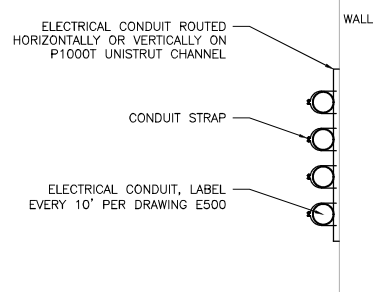 ELECTRICAL CONDUIT ROUTED
HORIZONTALLY OR VERTICALLY ON
P1000T UNISTRUT CHANNEL
WALL
CONDUIT STRAP
ELECTRICAL CONDUIT, LABEL
EVERY 10' PER DRAWING E500